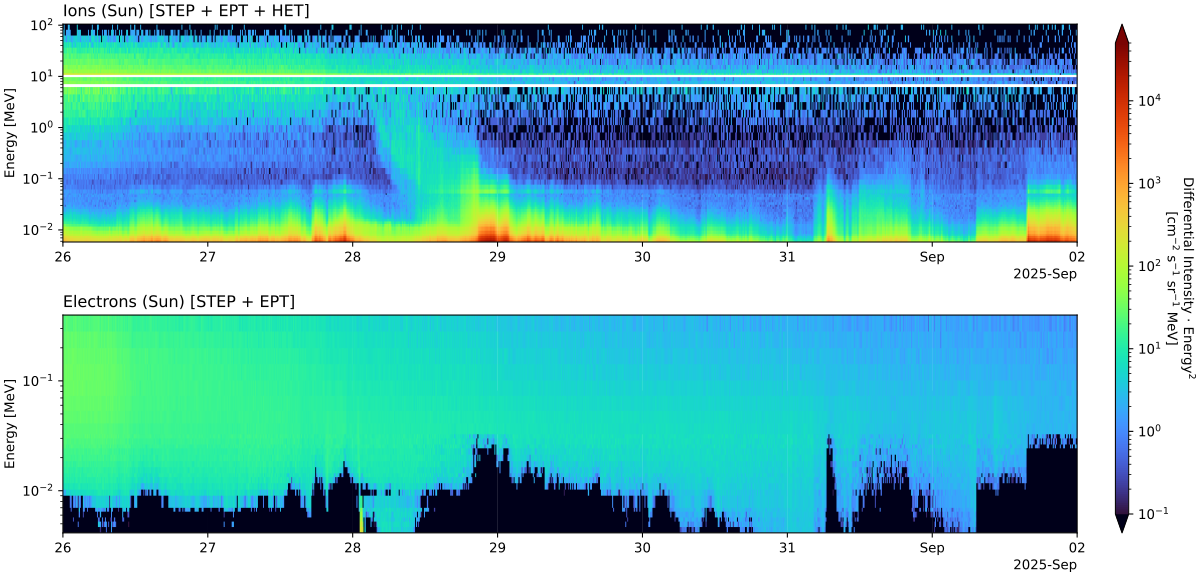 Ions (Sun) [STEP + EPT + HET]
Energy [MeV]
10²
10¹
10⁰
10⁻¹
10⁻²
26 27 28 29 30 31 Sep 02
2025-Sep
Electrons (Sun) [STEP + EPT]
Energy [MeV]
10⁻¹
10⁻²
26 27 28 29 30 31 Sep 02
2025-Sep
10⁴
10³
10²
10¹
10⁰
10⁻¹
Differential Intensity · Energy²
[cm⁻² s⁻¹ sr⁻¹ MeV]